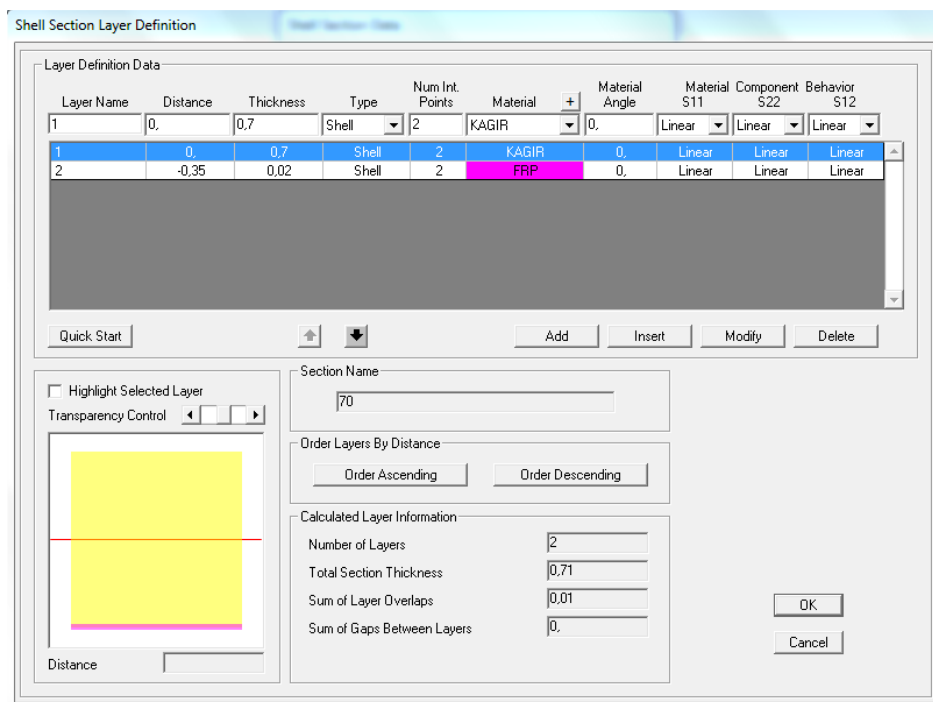 Shell Section Layer Definition
Shell Section Data
Layer Definition Data
Layer Name Distance Thickness Type Num Int. Points Material + Material Angle Material Component Behavior S11 S22 S12
1 0, 0,7 Shell 2 KAGIR 0, Linear Linear Linear
1 0, 0,7 Shell 2 KAGIR 0, Linear Linear Linear
2 -0,35 0,02 Shell 2 FRP 0, Linear Linear Linear
Quick Start Add Insert Modify Delete
Highlight Selected Layer
Transparency Control
Distance
Section Name
70
Order Layers By Distance
Order Ascending Order Descending
Calculated Layer Information
Number of Layers 2
Total Section Thickness 0,71
Sum of Layer Overlaps 0,01
Sum of Gaps Between Layers 0,
OK
Cancel